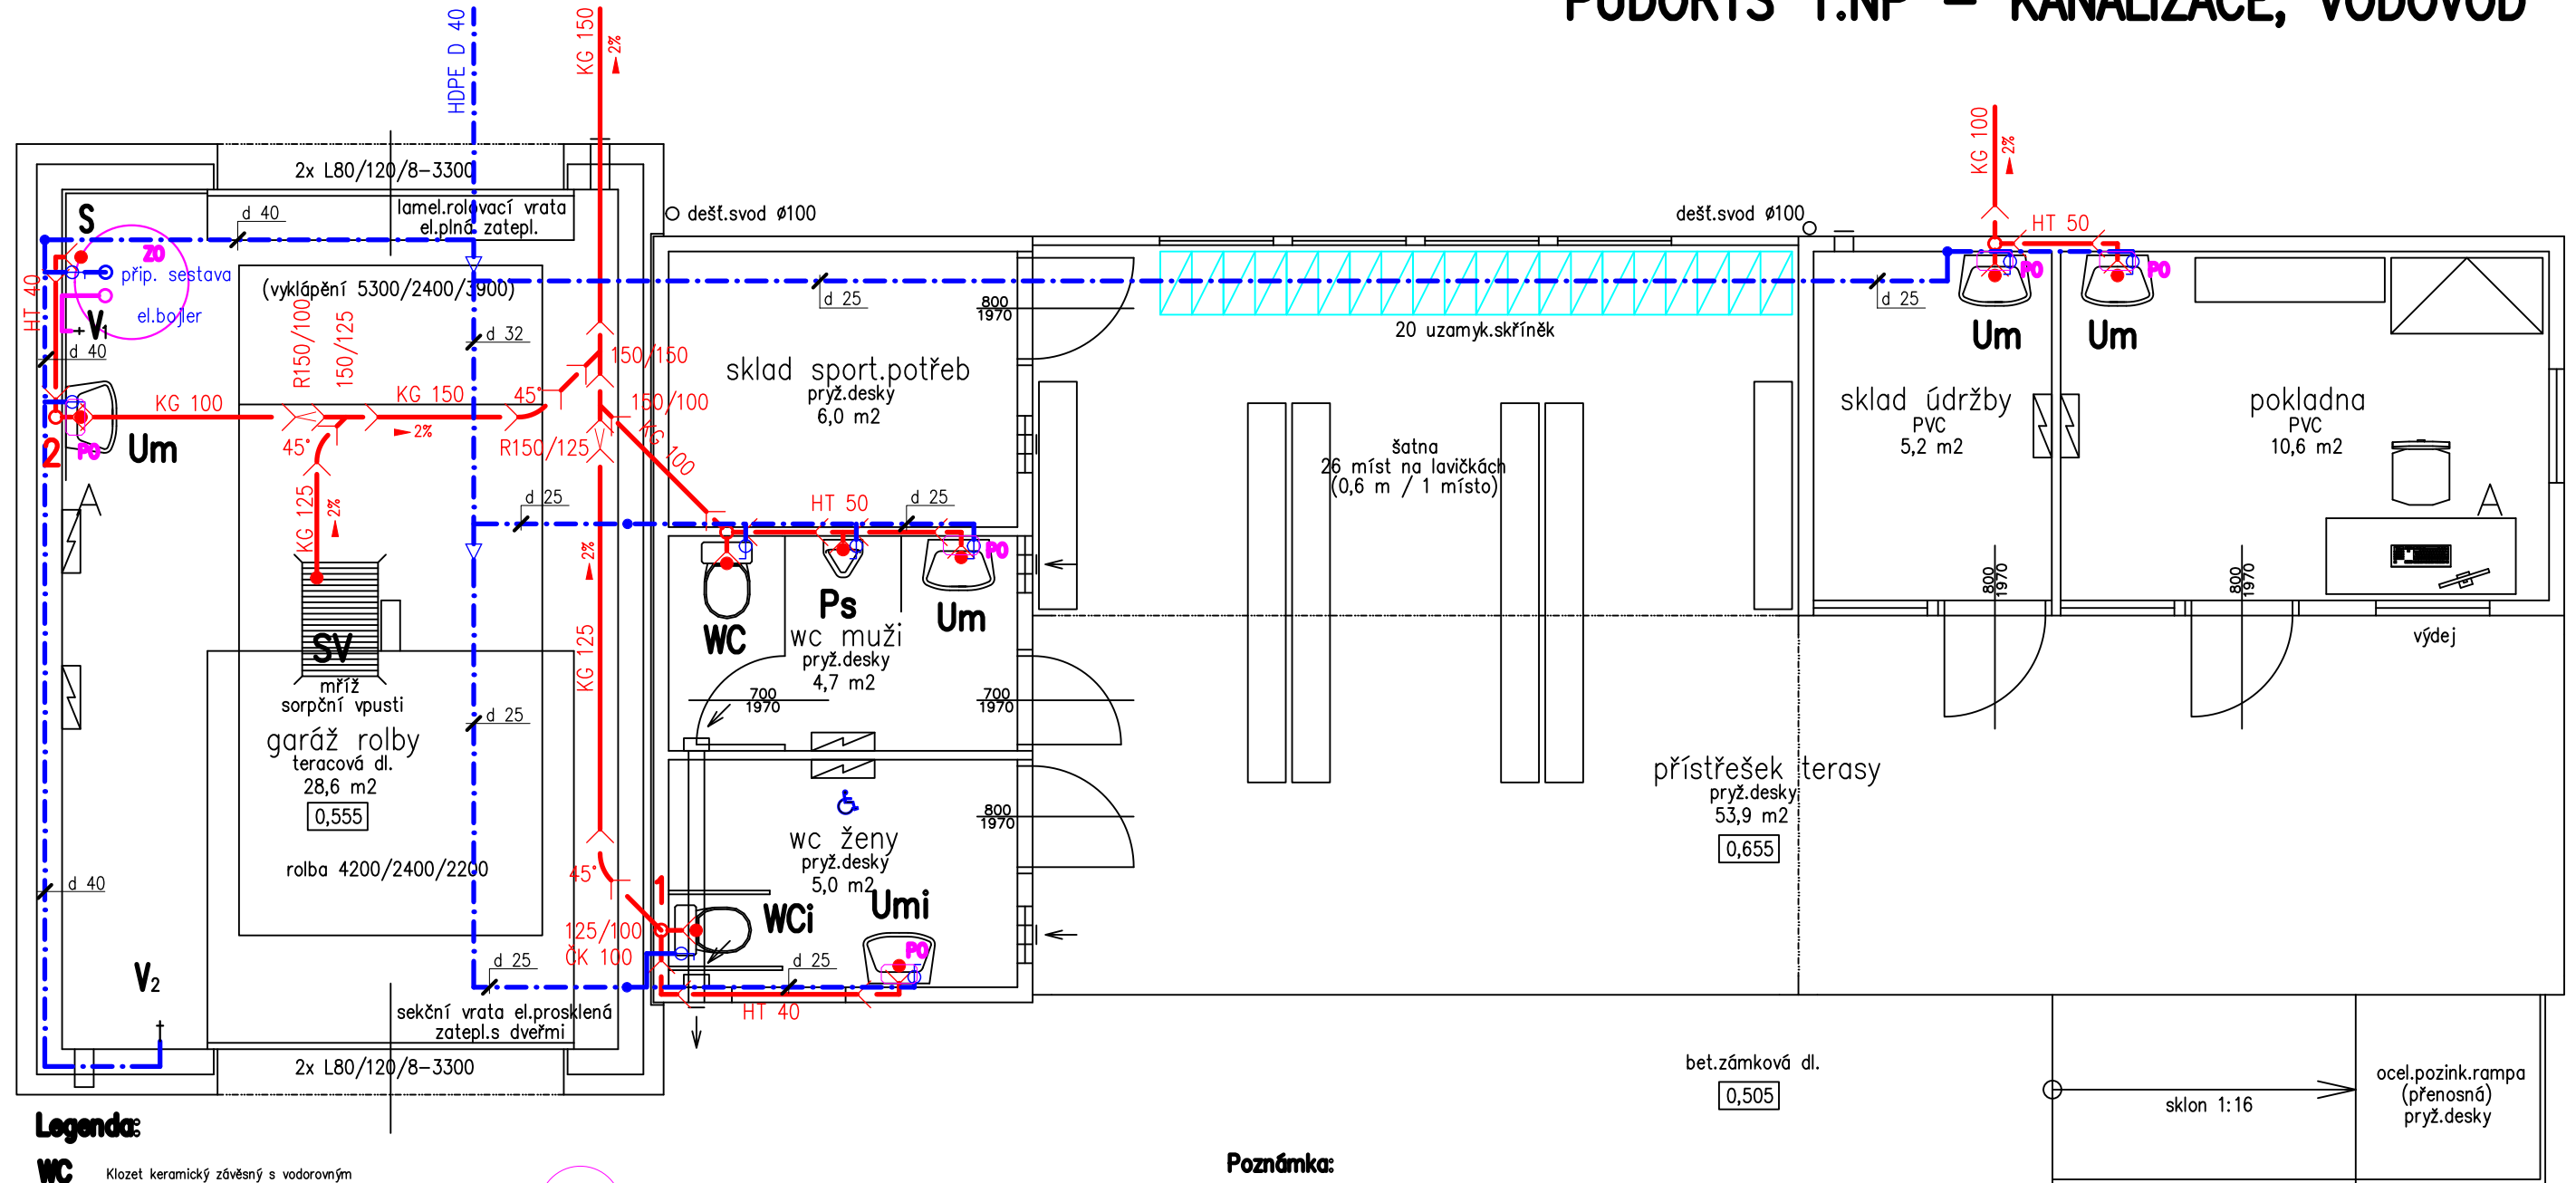 PŮDORYS 1.NP – KANALIZACE, VODOVOD
HDPE D 40
KG 150
2%
KG 100
2%
2x L80/120/8-3300
lamel.rolovací vrata
el.plná zatepl.
d 40
S
ZO
přip. sestava
el.bojler
V1
HT 40
d 40
(vyklápění 5300/2400/3900)
R150/100
150/125
d 32
dešť.svod Ø100
dešť.svod Ø100
HT 50
d 25
d 25
800
1970
PO
PO
Um
Um
20 uzamyk.skříněk
sklad sport.potřeb
pryž.desky
6,0 m2
150/150
150/100
KG 100
KG 100
KG 150
45°
2%
45°
R150/125
2
PO
Um
A
sklad údržby
PVC
5,2 m2
pokladna
PVC
10,6 m2
A
šatna
26 míst na lavičkách
(0,6 m / 1 místo)
KG 125
2%
d 25
HT 50
d 25
2%
KG 125
PO
WC
Ps
Um
wc muži
pryž.desky
4,7 m2
700
1970
700
1970
800
1970
800
1970
výdej
SV
mříž
sorpční vpusti
garáž rolby
teracová dl.
28,6 m2
0,555
d 25
rolba 4200/2400/2200
d 40
přístřešek terasy
pryž.desky
53,9 m2
0,655
800
1970
wc ženy
pryž.desky
5,0 m2
45°
1
125/100
ČK 100
WCi
Umi
PO
d 25
d 25
HT 40
V2
sekční vrata el.prosklená
zatepl.s dveřmi
2x L80/120/8-3300
bet.zámková dl.
0,505
sklon 1:16
ocel.pozink.rampa
(přenosná)
pryž.desky
Legenda:
WC Klozet keramický závěsný s vodorovným
Poznámka: